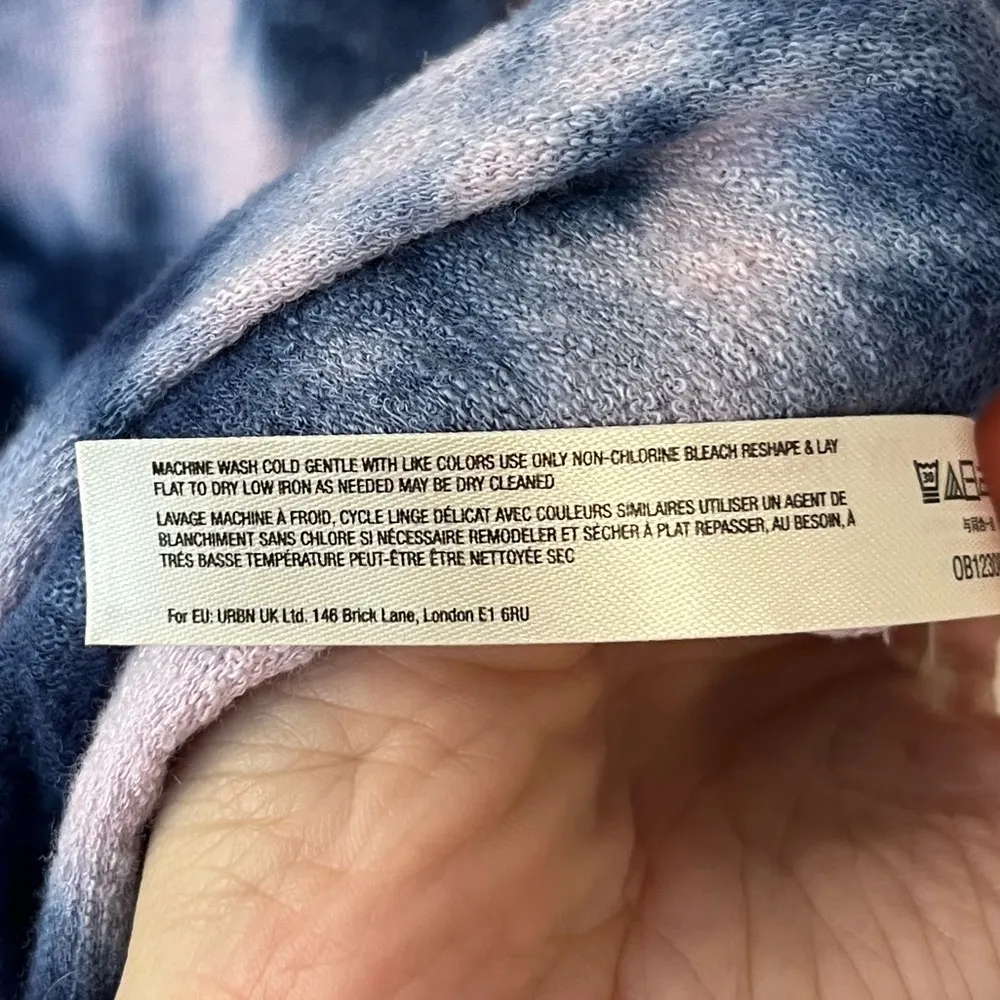 MACHINE WASH COLD GENTLE WITH LIKE COLORS USE ONLY NON-CHLORINE BLEACH RESHAPE & LAY
FLAT TO DRY LOW IRON AS NEEDED MAY BE DRY CLEANED
LAVAGE MACHINE À FROID, CYCLE LINGE DÉLICAT AVEC COULEURS SIMILAIRES UTILISER UN AGENT DE
BLANCHIMENT SANS CHLORE SI NÉCESSAIRE REMODELER ET SÉCHER À PLAT REPASSER, AU BESOIN, À
TRÉS BASSE TEMPÉRATURE PEUT-ÊTRE ÊTRE NETTOYÉE SEC
For EU: URBN UK Ltd. 146 Brick Lane, London E1 6RU
30
OB1230